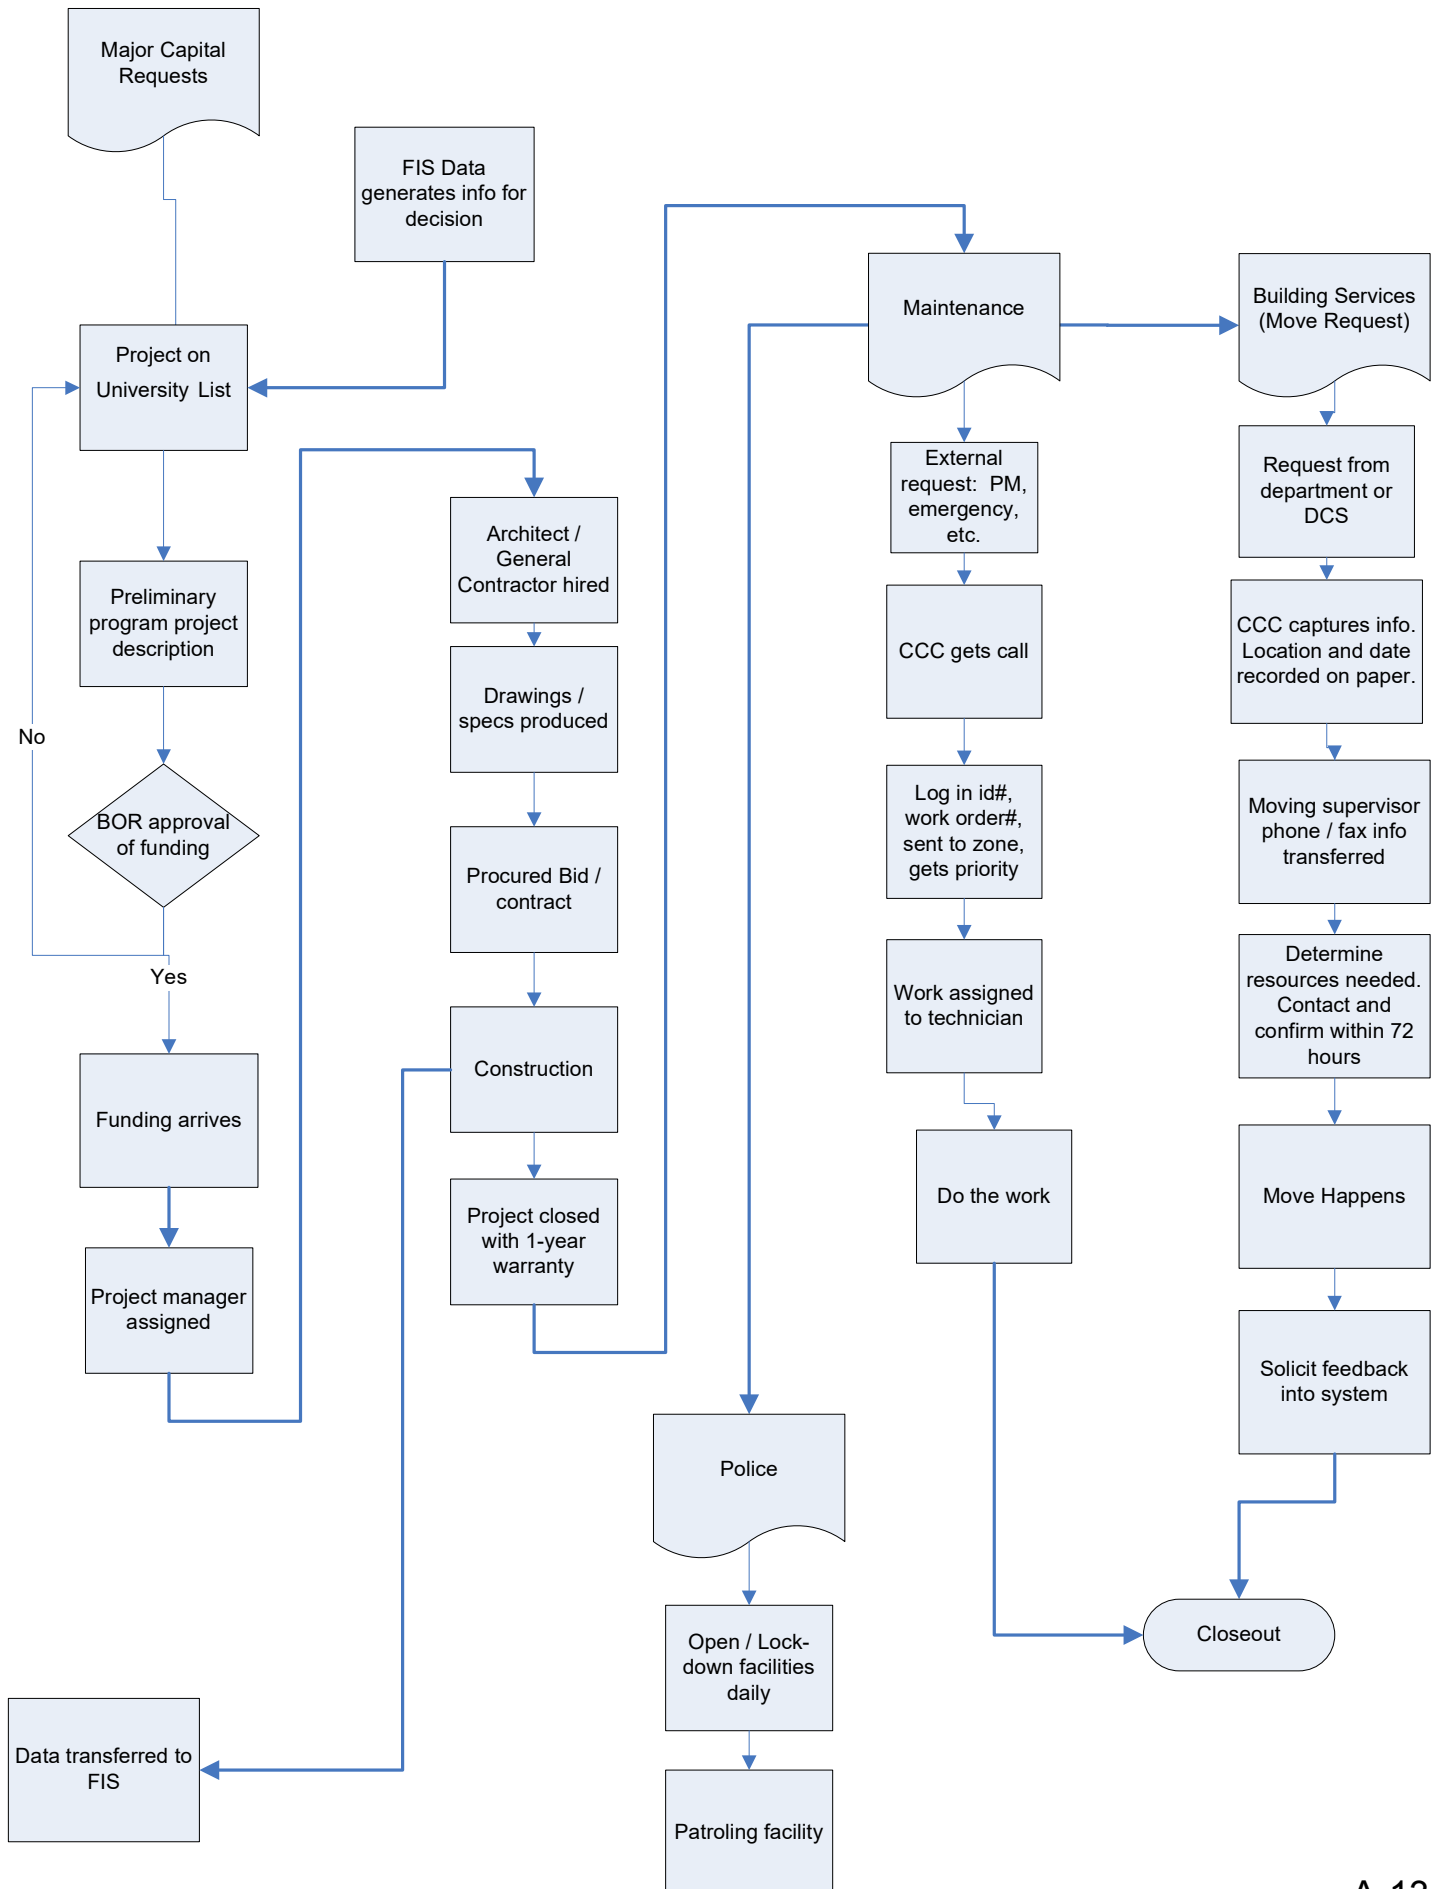 Major Capital
Requests
FIS Data
generates info for
decision
Project on
University List
Preliminary
program project
description
No
BOR approval
of funding
Yes
Funding arrives
Project manager
assigned
Architect /
General
Contractor hired
Drawings /
specs produced
Procured Bid /
contract
Construction
Project closed
with 1-year
warranty
Data transferred to
FIS
Maintenance
External
request:  PM,
emergency,
etc.
CCC gets call
Log in id#,
work order#,
sent to zone,
gets priority
Work assigned
to technician
Do the work
Police
Open / Lock-
down facilities
daily
Patroling facility
Building Services
(Move Request)
Request from
department or
DCS
CCC captures info.
Location and date
recorded on paper.
Moving supervisor
phone / fax info
transferred
Determine
resources needed.
Contact and
confirm within 72
hours
Move Happens
Solicit feedback
into system
Closeout